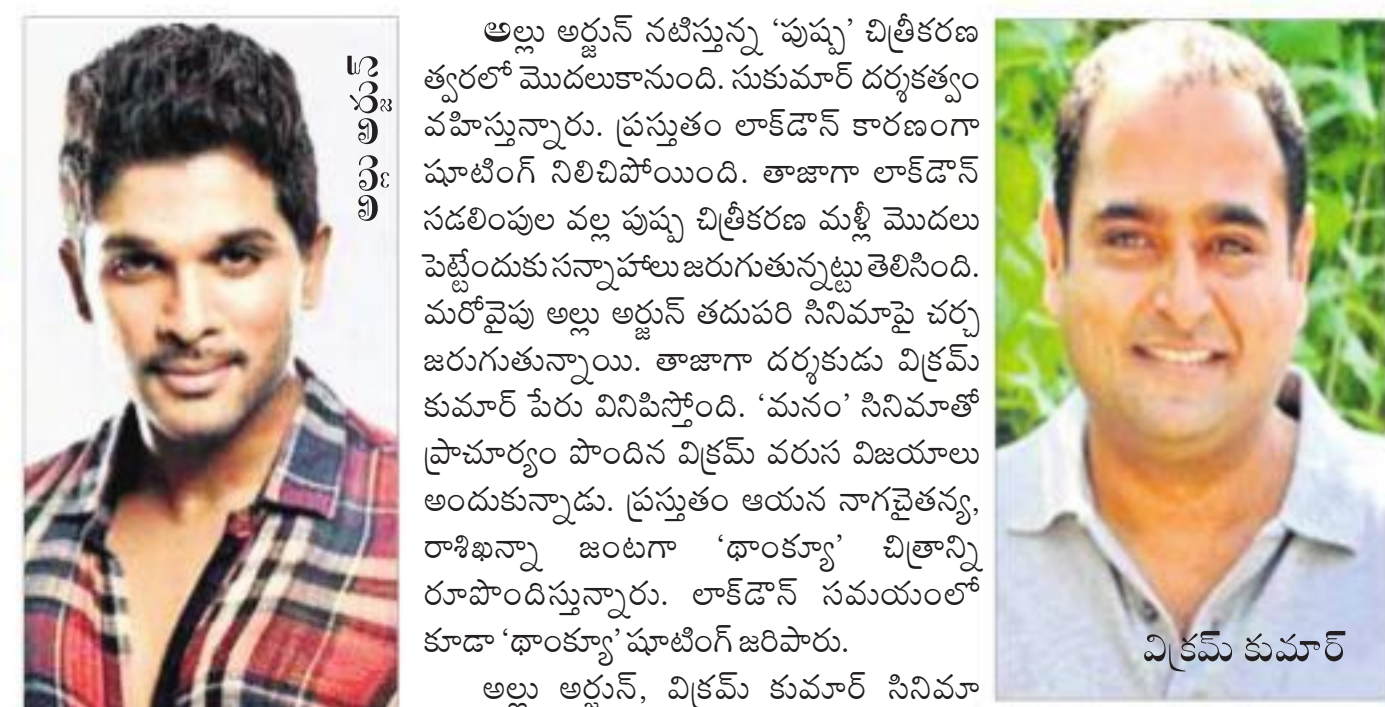 అల్లు అర్జున్
అల్లు అర్జున్ నటిస్తున్న ‘పుష్ప’ చిత్రీకరణ
త్వరలో మొదలుకానుంది. సుకుమార్ దర్శకత్వం
వహిస్తున్నారు. ప్రస్తుతం లాక్‌డౌన్ కారణంగా
షూటింగ్ నిలిచిపోయింది. తాజాగా లాక్‌డౌన్
సడలింపుల వల్ల పుష్ప చిత్రీకరణ మళ్లీ మొదలు
పెట్టేందుకు సన్నాహాలు జరుగుతున్నట్టు తెలిసింది.
మరోవైపు అల్లు అర్జున్ తదుపరి సినిమాపై చర్చ
జరుగుతున్నాయి. తాజాగా దర్శకుడు విక్రమ్
కుమార్ పేరు వినిపిస్తోంది. ‘మనం’ సినిమాతో
ప్రాచూర్యం పొందిన విక్రమ్ వరుస విజయాలు
అందుకున్నాడు. ప్రస్తుతం ఆయన నాగచైతన్య,
రాశిఖన్నా జంటగా ‘థాంక్యూ’ చిత్రాన్ని
రూపొందిస్తున్నారు. లాక్‌డౌన్ సమయంలో
కూడా ‘థాంక్యూ’ షూటింగ్ జరిపారు.
అల్లు అర్జున్, విక్రమ్ కుమార్ సినిమా
విక్రమ్ కుమార్